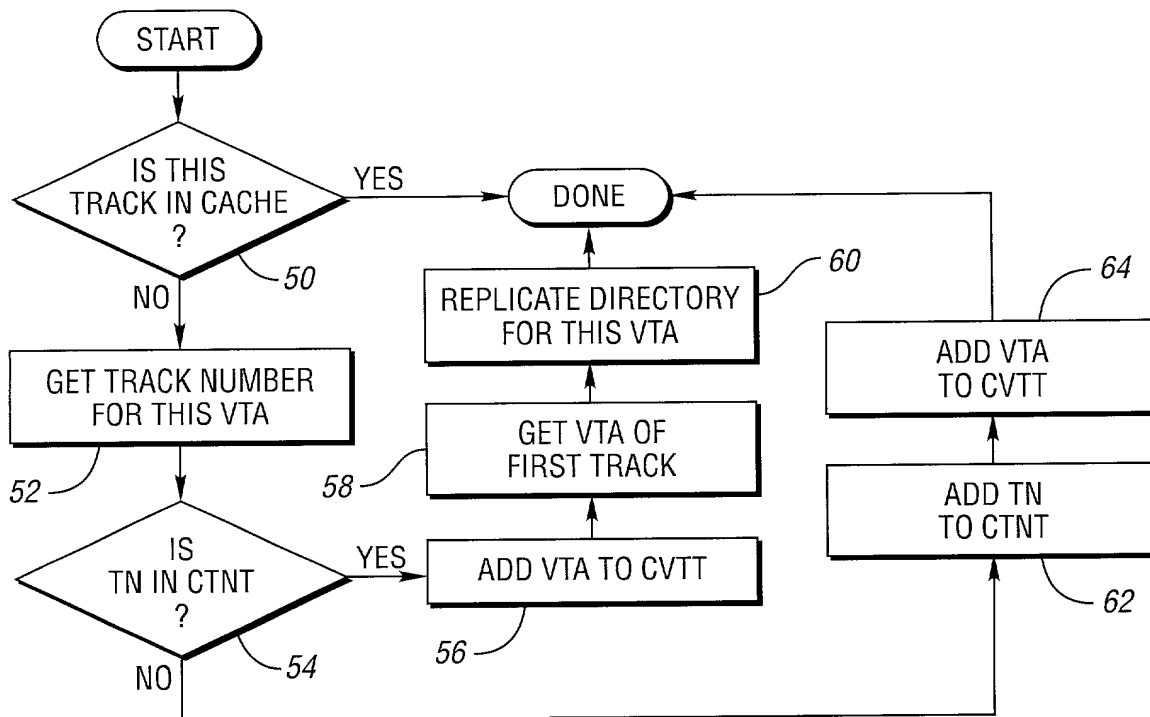 START
IS THIS
TRACK IN CACHE
?
YES
50
NO
DONE
GET TRACK NUMBER
FOR THIS VTA
52
IS
TN IN CTNT
?
YES
54
NO
ADD VTA TO CVTT
56
GET VTA OF
FIRST TRACK
58
REPLICATE DIRECTORY
FOR THIS VTA
60
ADD TN
TO CTNT
62
ADD VTA
TO CVTT
64